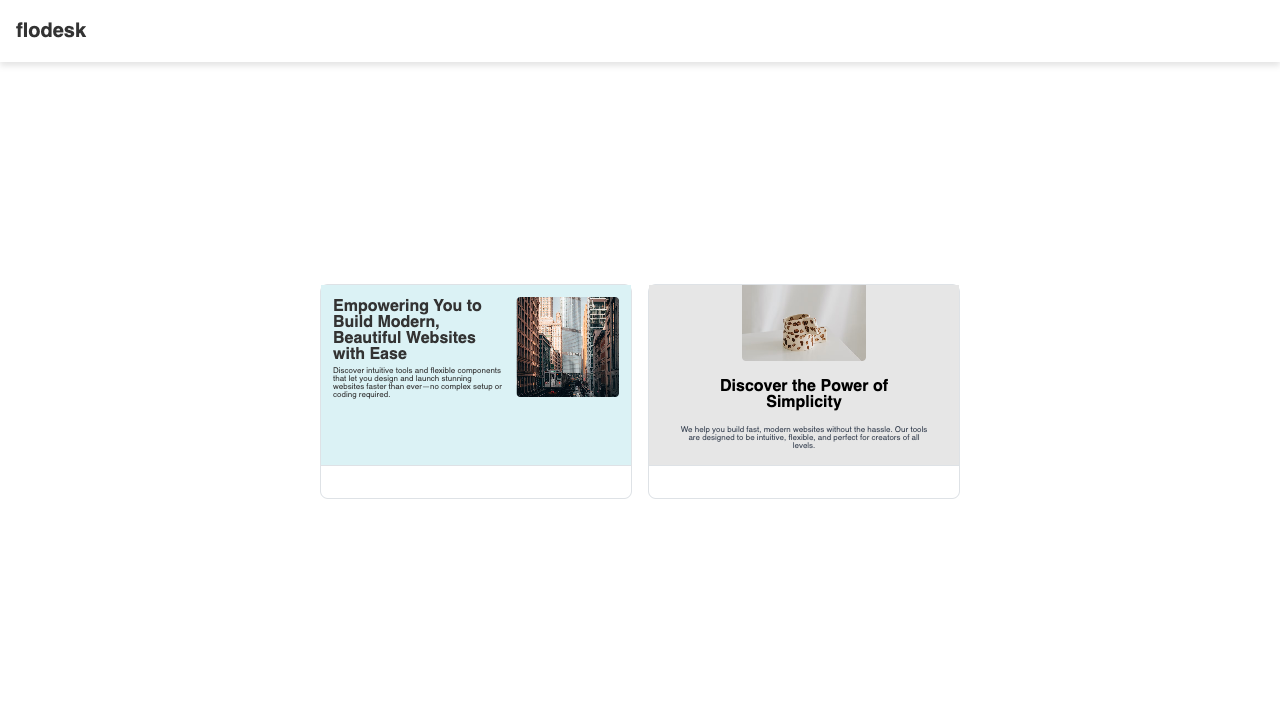 flodesk
Empowering You to
Build Modern,
Beautiful Websites
with Ease
Discover intuitive tools and flexible components
that let you design and launch stunning
websites faster than ever—no complex setup or
coding required.
Discover the Power of
Simplicity
We help you build fast, modern websites without the hassle. Our tools
are designed to be intuitive, flexible, and perfect for creators of all
levels.